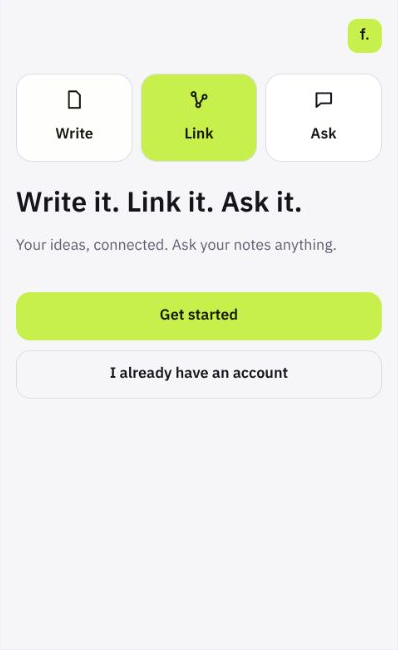 f.
Write
Link
Ask
Write it. Link it. Ask it.
Your ideas, connected. Ask your notes anything.
Get started
I already have an account